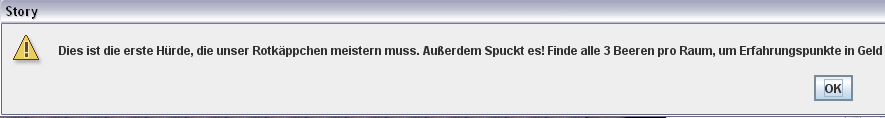 Story
Dies ist die erste Hürde, die unser Rotkäppchen meistern muss. Außerdem Spuckt es! Finde alle 3 Beeren pro Raum, um Erfahrungspunkte in Geld
OK